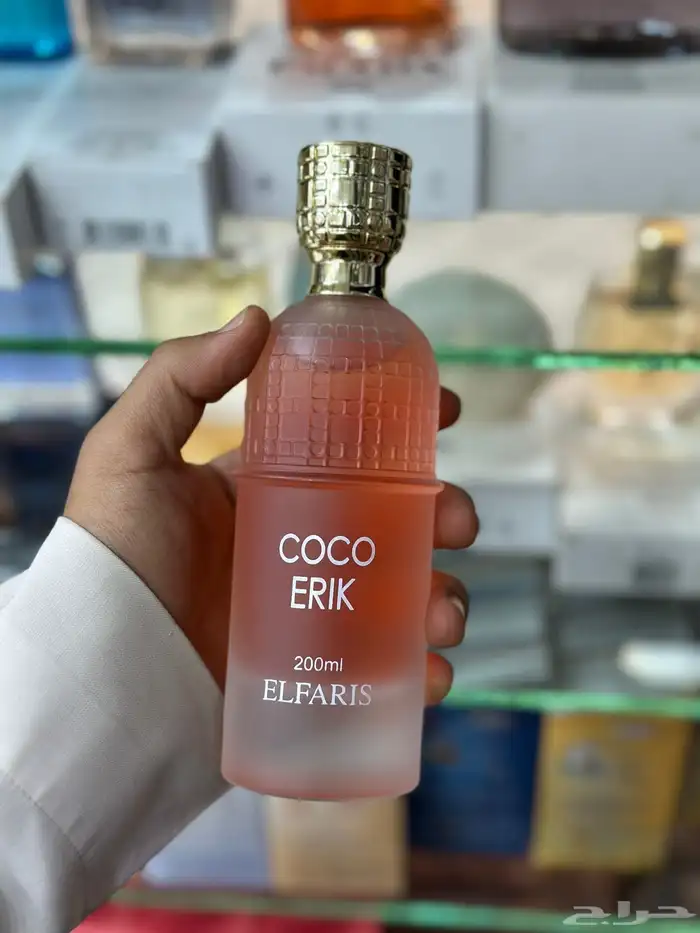 COCO
ERIK
200ml
ELFARIS
حراج